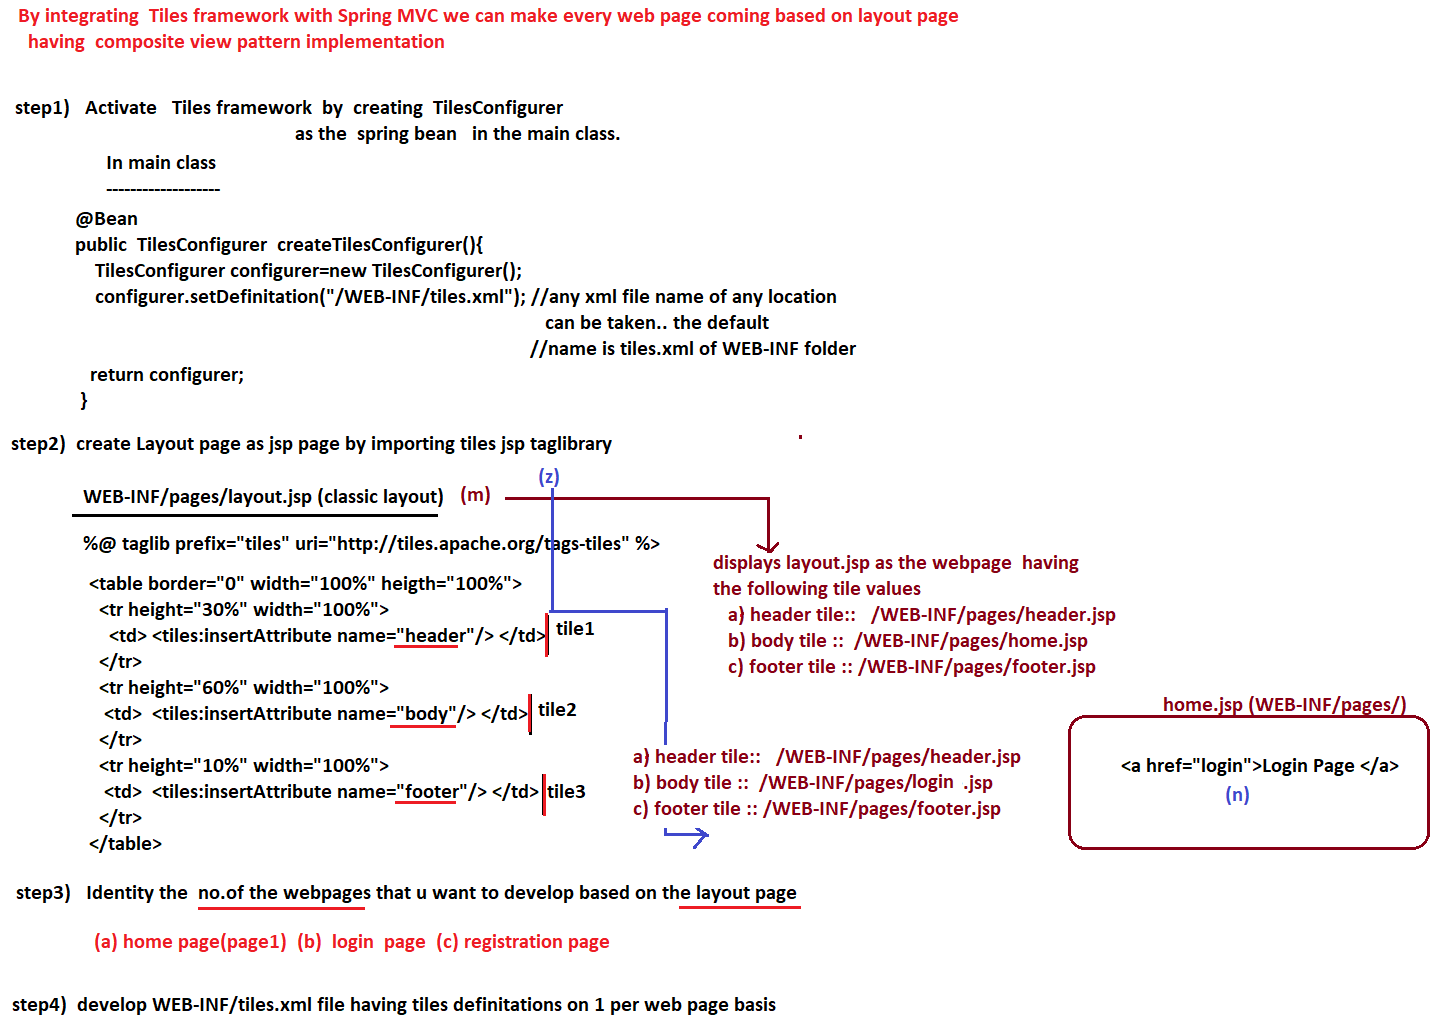 By integrating  Tiles framework with Spring MVC we can make every web page coming based on layout page
having  composite view pattern implementation
step1)   Activate   Tiles framework  by  creating  TilesConfigurer
as the  spring bean   in the main class.
In main class
-------------------
@Bean
public  TilesConfigurer  createTilesConfigurer(){
TilesConfigurer configurer=new TilesConfigurer();
configurer.setDefinitation("/WEB-INF/tiles.xml"); //any xml file name of any location
can be taken.. the default
//name is tiles.xml of WEB-INF folder
return configurer;
}
step2)  create Layout page as jsp page by importing tiles jsp taglibrary
(z)
WEB-INF/pages/layout.jsp (classic layout)   (m)
%@ taglib prefix="tiles" uri="http://tiles.apache.org/tags-tiles" %>
<table border="0" width="100%" heigth="100%">
<tr height="30%" width="100%">
<td> <tiles:insertAttribute name="header"/> </td>  tile1
</tr>
<tr height="60%" width="100%">
<td>  <tiles:insertAttribute name="body"/> </td>  tile2
</tr>
<tr height="10%" width="100%">
<td>  <tiles:insertAttribute name="footer"/> </td>  tile3
</tr>
</table>
displays layout.jsp as the webpage  having
the following tile values
a) header tile::   /WEB-INF/pages/header.jsp
b) body tile ::  /WEB-INF/pages/home.jsp
c) footer tile :: /WEB-INF/pages/footer.jsp
a) header tile::   /WEB-INF/pages/header.jsp
b) body tile ::  /WEB-INF/pages/login  .jsp
c) footer tile :: /WEB-INF/pages/footer.jsp
home.jsp (WEB-INF/pages/)
<a href="login">Login Page </a>
(n)
step3)   Identity the  no.of the webpages that u want to develop based on the layout page
(a) home page(page1)  (b)  login  page  (c) registration page
step4)  develop WEB-INF/tiles.xml file having tiles definitations on 1 per web page basis